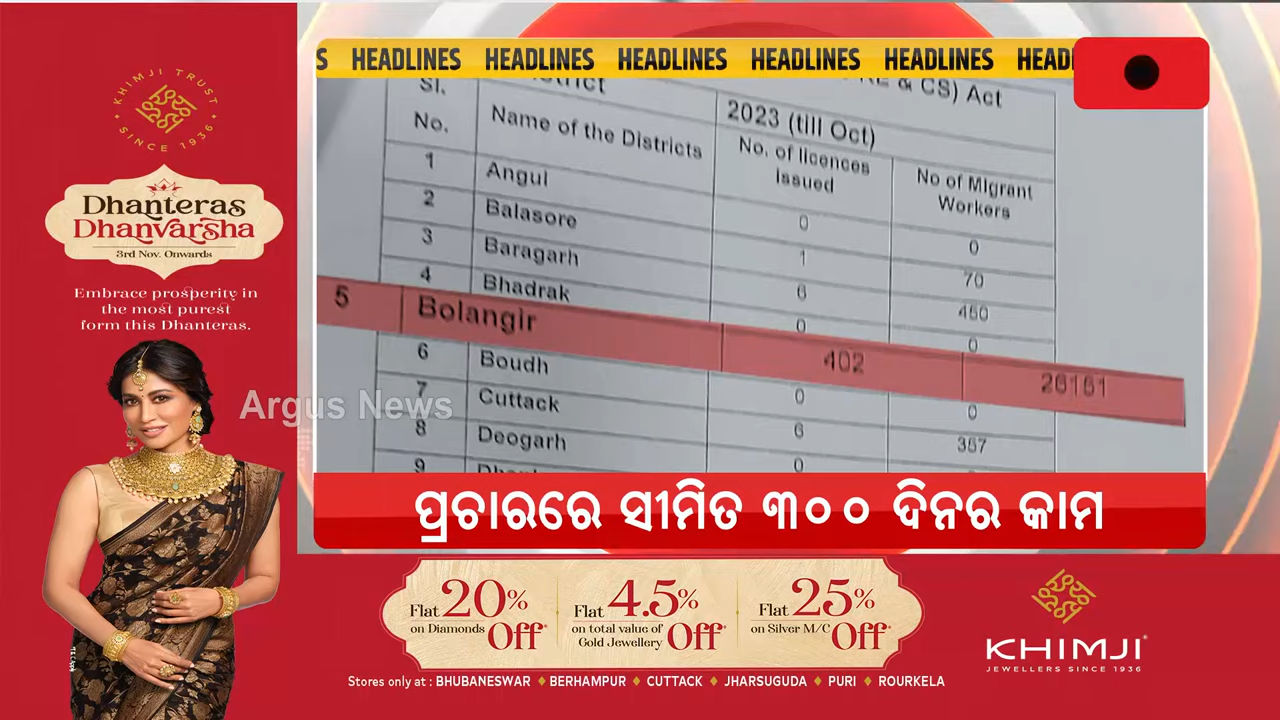 KHIMJI TRUST
SINCE 1936
Dhanteras
Dhanvarsha
3rd Nov. Onwards
Embrace prosperity in
the most purest
form this Dhanteras.
S HEADLINES HEADLINES HEADLINES HEADLINES HEADLINES HEADL
& CS) Act
Sl. No.
Name of the Districts
2023 (till Oct)
No. of licences issued
No of Migrant Workers
1 Angul 0 0
2 Balasore 1 70
3 Baragarh 6 450
4 Bhadrak 0 0
5 Bolangir 402 26161
6 Boudh 0 0
7 Cuttack 6 367
8 Deogarh 0
9
Argus News
ପ୍ରଚାରରେ ସୀମିତ ୩୦୦ ଦିନର କାମ
Flat 20% Off*
on Diamonds
Flat 4.5% Off*
on total value of
Gold Jewellery
Flat 25% Off*
on Silver M/C
KHIMJI
JEWELLERS SINCE 1936
Stores only at : BHUBANESWAR ♦ BERHAMPUR ♦ CUTTACK ♦ JHARSUGUDA ♦ PURI ♦ ROURKELA